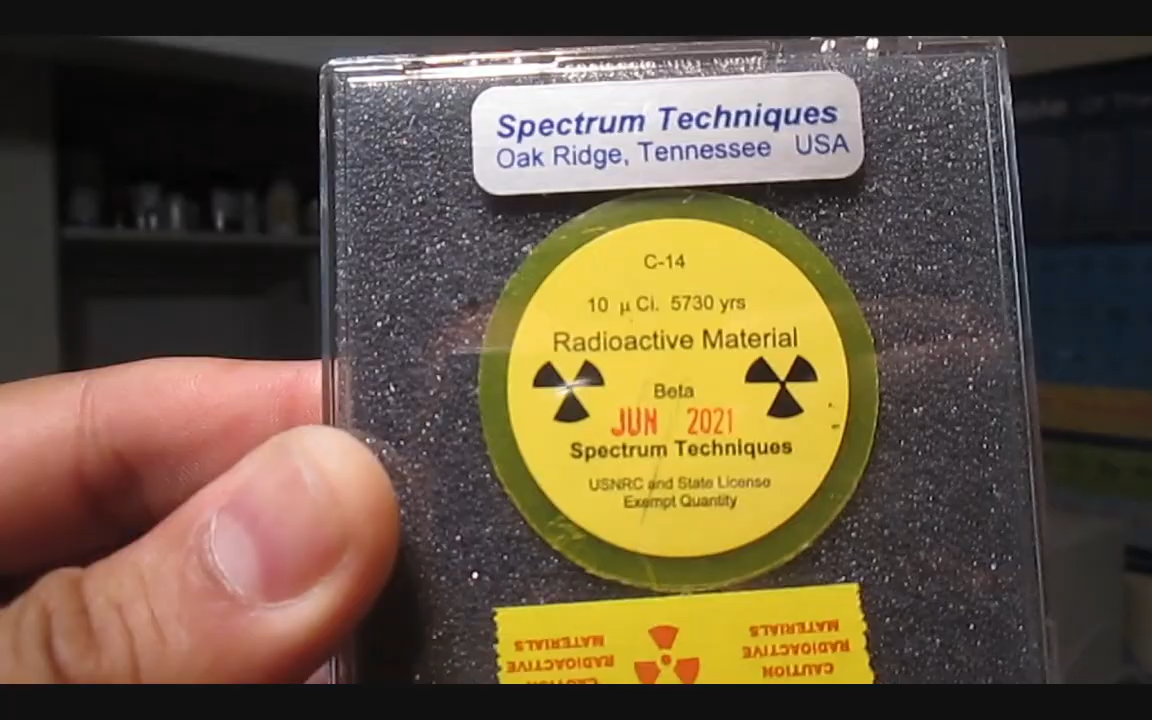 Spectrum Techniques
Oak Ridge, Tennessee USA
C-14
10 μ Ci. 5730 yrs
Radioactive Material
Beta
JUN 2021
Spectrum Techniques
USNRC and State License
Exempt Quantity
MATERIALS MATERIALS
RADIOACTIVE RADIOACTIVE
CAUTION CAUTION